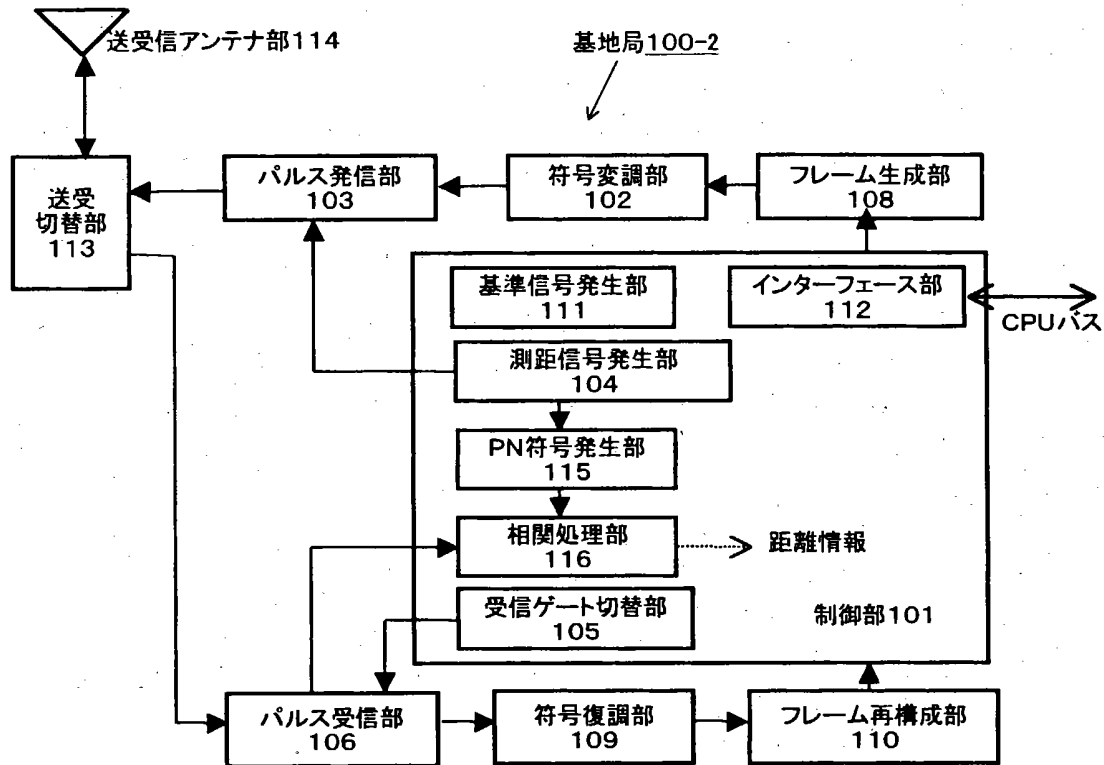 送受信アンテナ部114
基地局100-2
送受
切替部
113
パルス発信部
103
符号変調部
102
フレーム生成部
108
基準信号発生部
111
インターフェース部
112
CPUバス
測距信号発生部
104
PN符号発生部
115
相関処理部
116
距離情報
受信ゲート切替部
105
制御部101
パルス受信部
106
符号復調部
109
フレーム再構成部
110